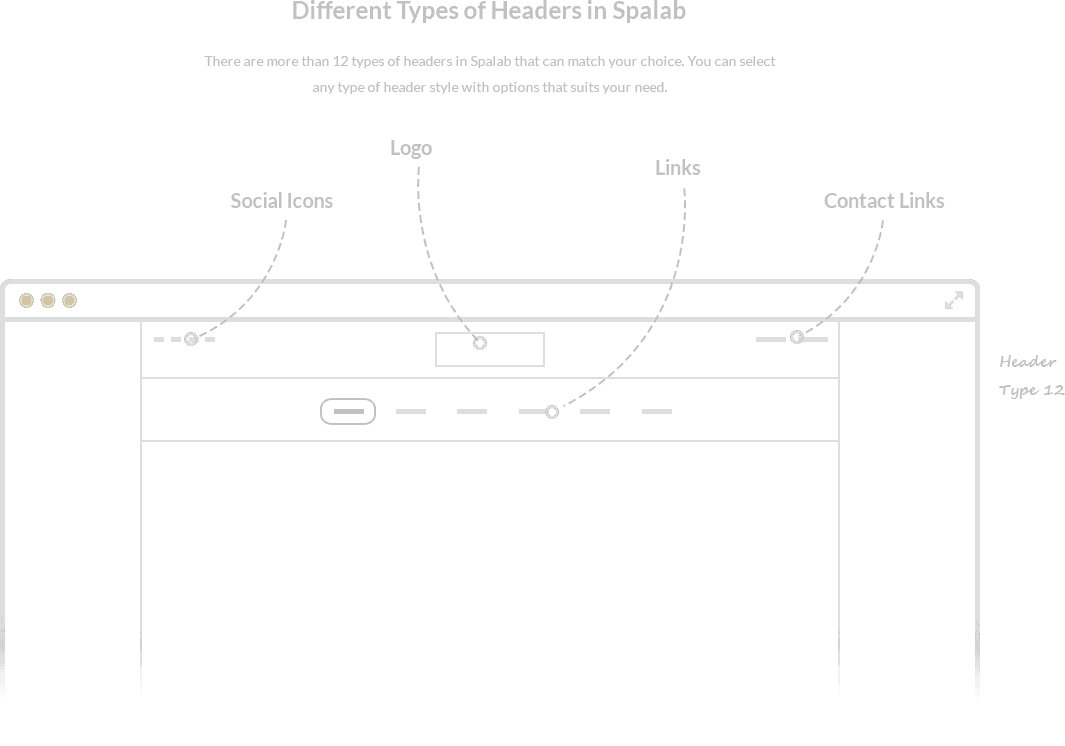 Different Types of Headers in Spalab
There are more than 12 types of headers in Spalab that can match your choice. You can select
any type of header style with options that suits your need.
Logo
Links
Social Icons
Contact Links
Header
Type 12